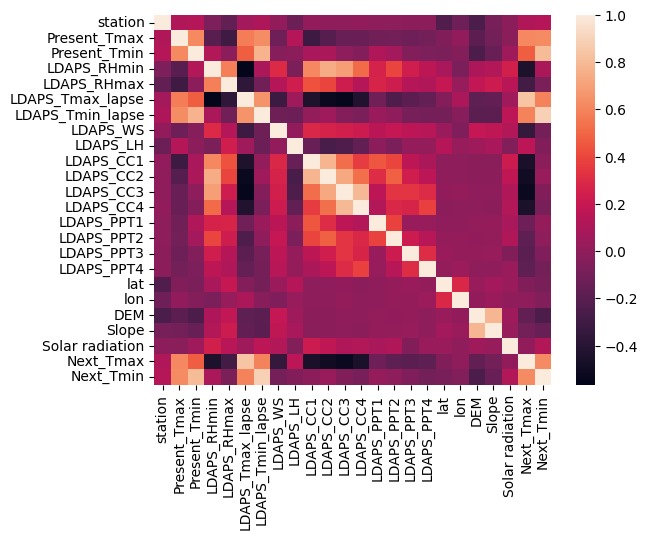 station
Present_Tmax
Present_Tmin
LDAPS_RHmin
LDAPS_RHmax
LDAPS_Tmax_lapse
LDAPS_Tmin_lapse
LDAPS_WS
LDAPS_LH
LDAPS_CC1
LDAPS_CC2
LDAPS_CC3
LDAPS_CC4
LDAPS_PPT1
LDAPS_PPT2
LDAPS_PPT3
LDAPS_PPT4
lat
lon
DEM
Slope
Solar radiation
Next_Tmax
Next_Tmin
station
Present_Tmax
Present_Tmin
LDAPS_RHmin
LDAPS_RHmax
LDAPS_Tmax_lapse
LDAPS_Tmin_lapse
LDAPS_WS
LDAPS_LH
LDAPS_CC1
LDAPS_CC2
LDAPS_CC3
LDAPS_CC4
LDAPS_PPT1
LDAPS_PPT2
LDAPS_PPT3
LDAPS_PPT4
lat
lon
DEM
Slope
Solar radiation
Next_Tmax
Next_Tmin
1.0
0.8
0.6
0.4
0.2
0.0
−0.2
−0.4